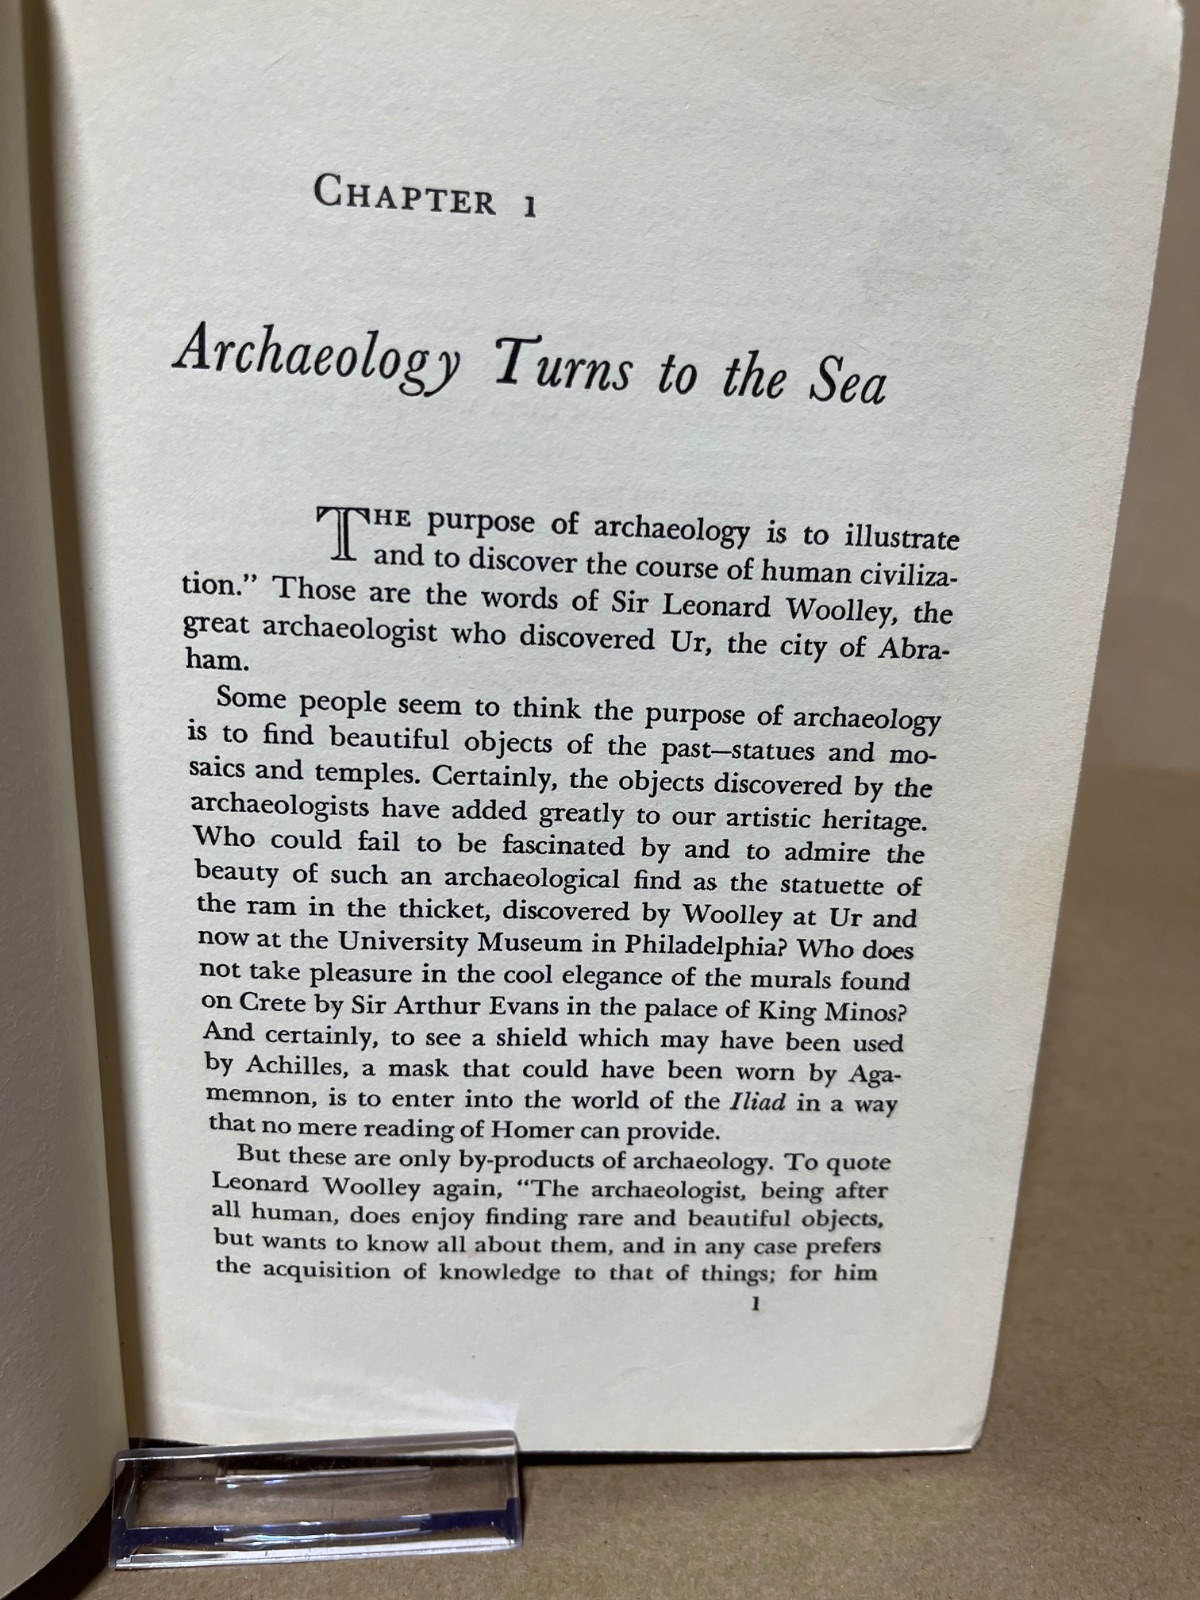 CHAPTER 1
Archaeology Turns to the Sea
THE purpose of archaeology is to illustrate
and to discover the course of human civiliza-
tion.” Those are the words of Sir Leonard Woolley, the
great archaeologist who discovered Ur, the city of Abra-
ham.
Some people seem to think the purpose of archaeology
is to find beautiful objects of the past—statues and mo-
saics and temples. Certainly, the objects discovered by the
archaeologists have added greatly to our artistic heritage.
Who could fail to be fascinated by and to admire the
beauty of such an archaeological find as the statuette of
the ram in the thicket, discovered by Woolley at Ur and
now at the University Museum in Philadelphia? Who does
not take pleasure in the cool elegance of the murals found
on Crete by Sir Arthur Evans in the palace of King Minos?
And certainly, to see a shield which may have been used
by Achilles, a mask that could have been worn by Aga-
memnon, is to enter into the world of the Iliad in a way
that no mere reading of Homer can provide.
But these are only by-products of archaeology. To quote
Leonard Woolley again, “The archaeologist, being after
all human, does enjoy finding rare and beautiful objects,
but wants to know all about them, and in any case prefers
the acquisition of knowledge to that of things; for him
1